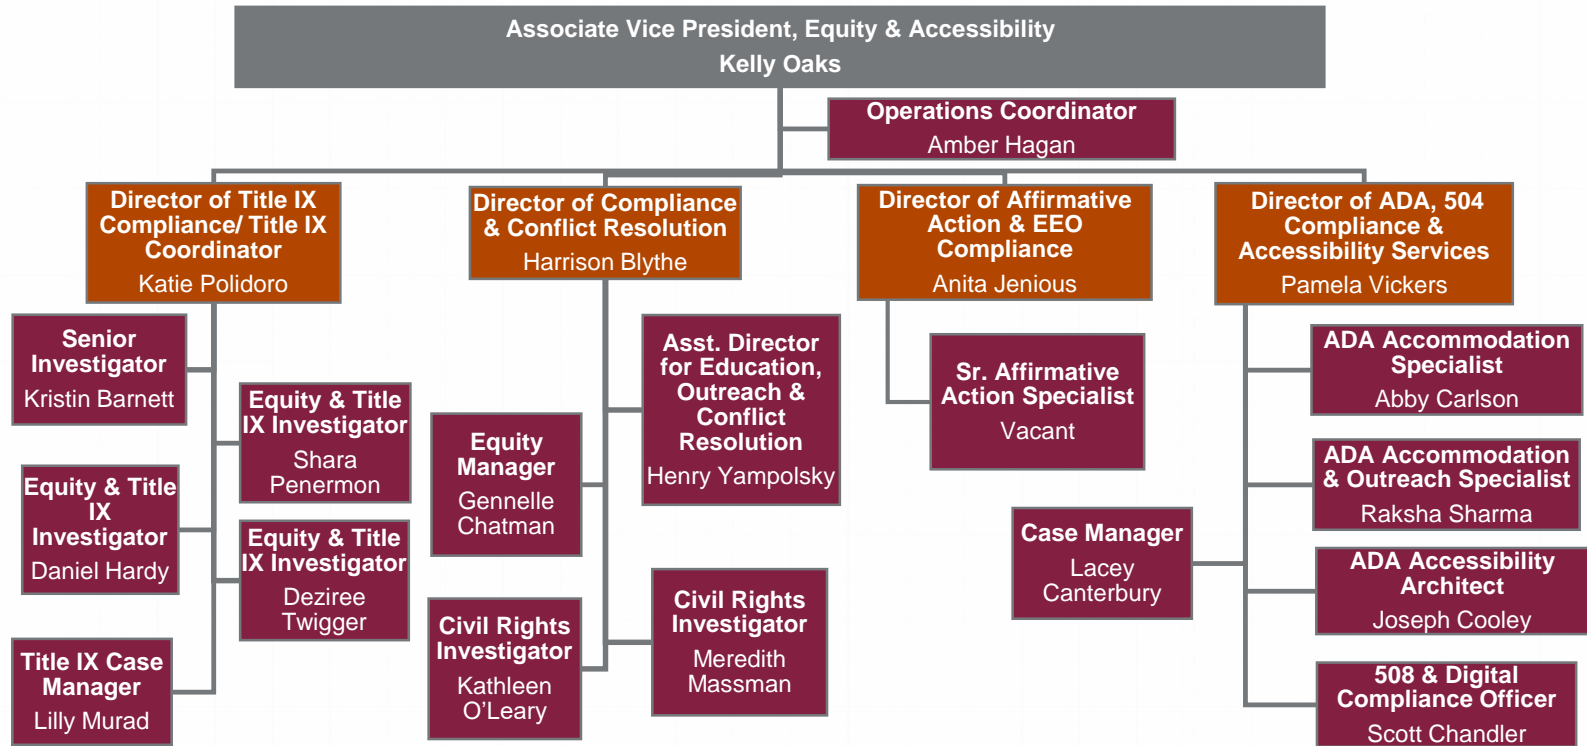 Associate Vice President, Equity & Accessibility
Kelly Oaks
Operations Coordinator
Amber Hagan
Director of Title IX
Compliance/ Title IX
Coordinator
Katie Polidoro
Director of Compliance
& Conflict Resolution
Harrison Blythe
Director of Affirmative
Action & EEO
Compliance
Anita Jenious
Director of ADA, 504
Compliance &
Accessibility Services
Pamela Vickers
Senior
Investigator
Kristin Barnett
Equity & Title
IX Investigator
Shara
Penermon
Equity & Title
IX
Investigator
Daniel Hardy
Equity & Title
IX Investigator
Deziree
Twigger
Title IX Case
Manager
Lilly Murad
Asst. Director
for Education,
Outreach &
Conflict
Resolution
Henry Yampolsky
Equity
Manager
Gennelle
Chatman
Civil Rights
Investigator
Kathleen
O’Leary
Civil Rights
Investigator
Meredith
Massman
Sr. Affirmative
Action Specialist
Vacant
ADA Accommodation
Specialist
Abby Carlson
ADA Accommodation
& Outreach Specialist
Raksha Sharma
Case Manager
Lacey
Canterbury
ADA Accessibility
Architect
Joseph Cooley
508 & Digital
Compliance Officer
Scott Chandler